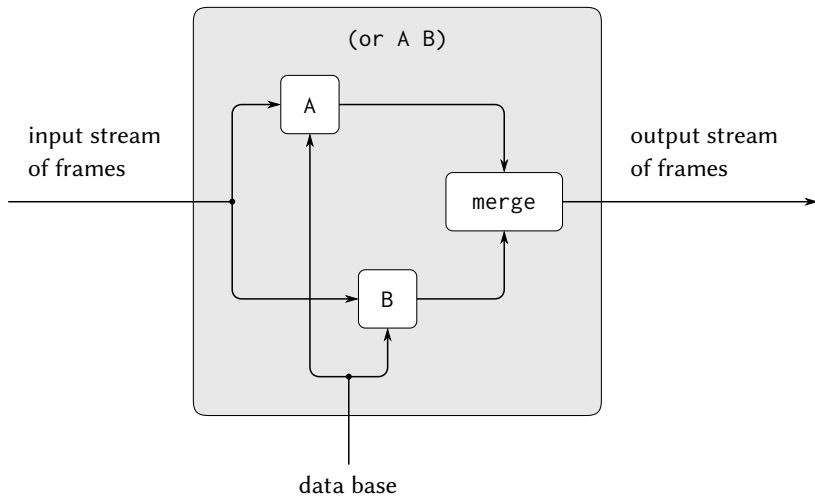 (or A B)
A
input stream
of frames
output stream
of frames
merge
B
data base